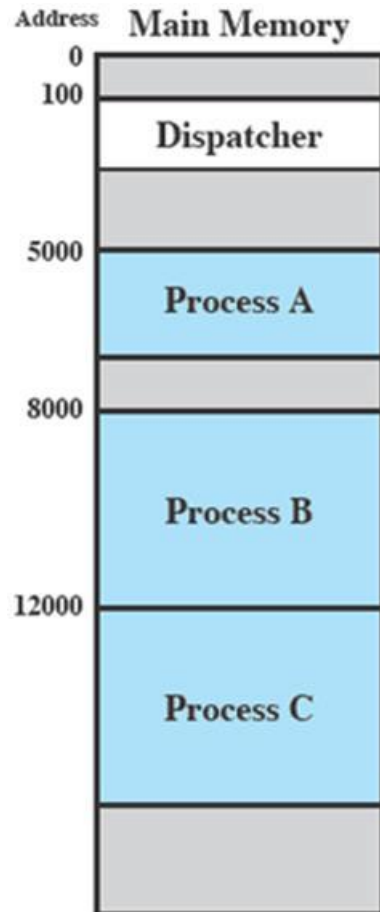 Address Main Memory
0
100
Dispatcher
5000
Process A
8000
Process B
12000
Process C